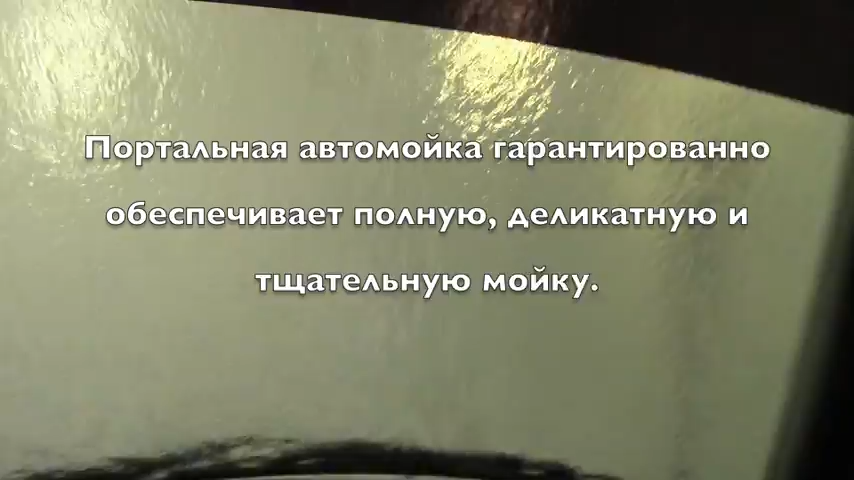 Портальная автомойка гарантированно
обеспечивает полную, деликатную и
тщательную мойку.